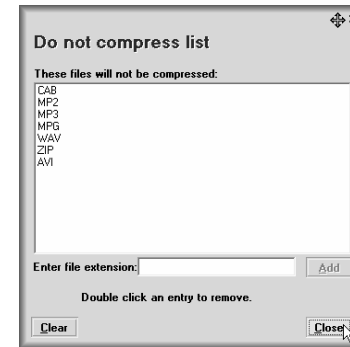 Do not compress list
These files will not be compressed:
CAB
MP2
MP3
MPG
WAV
ZIP
AVI
Enter file extension:
Add
Double click an entry to remove.
Clear
Close